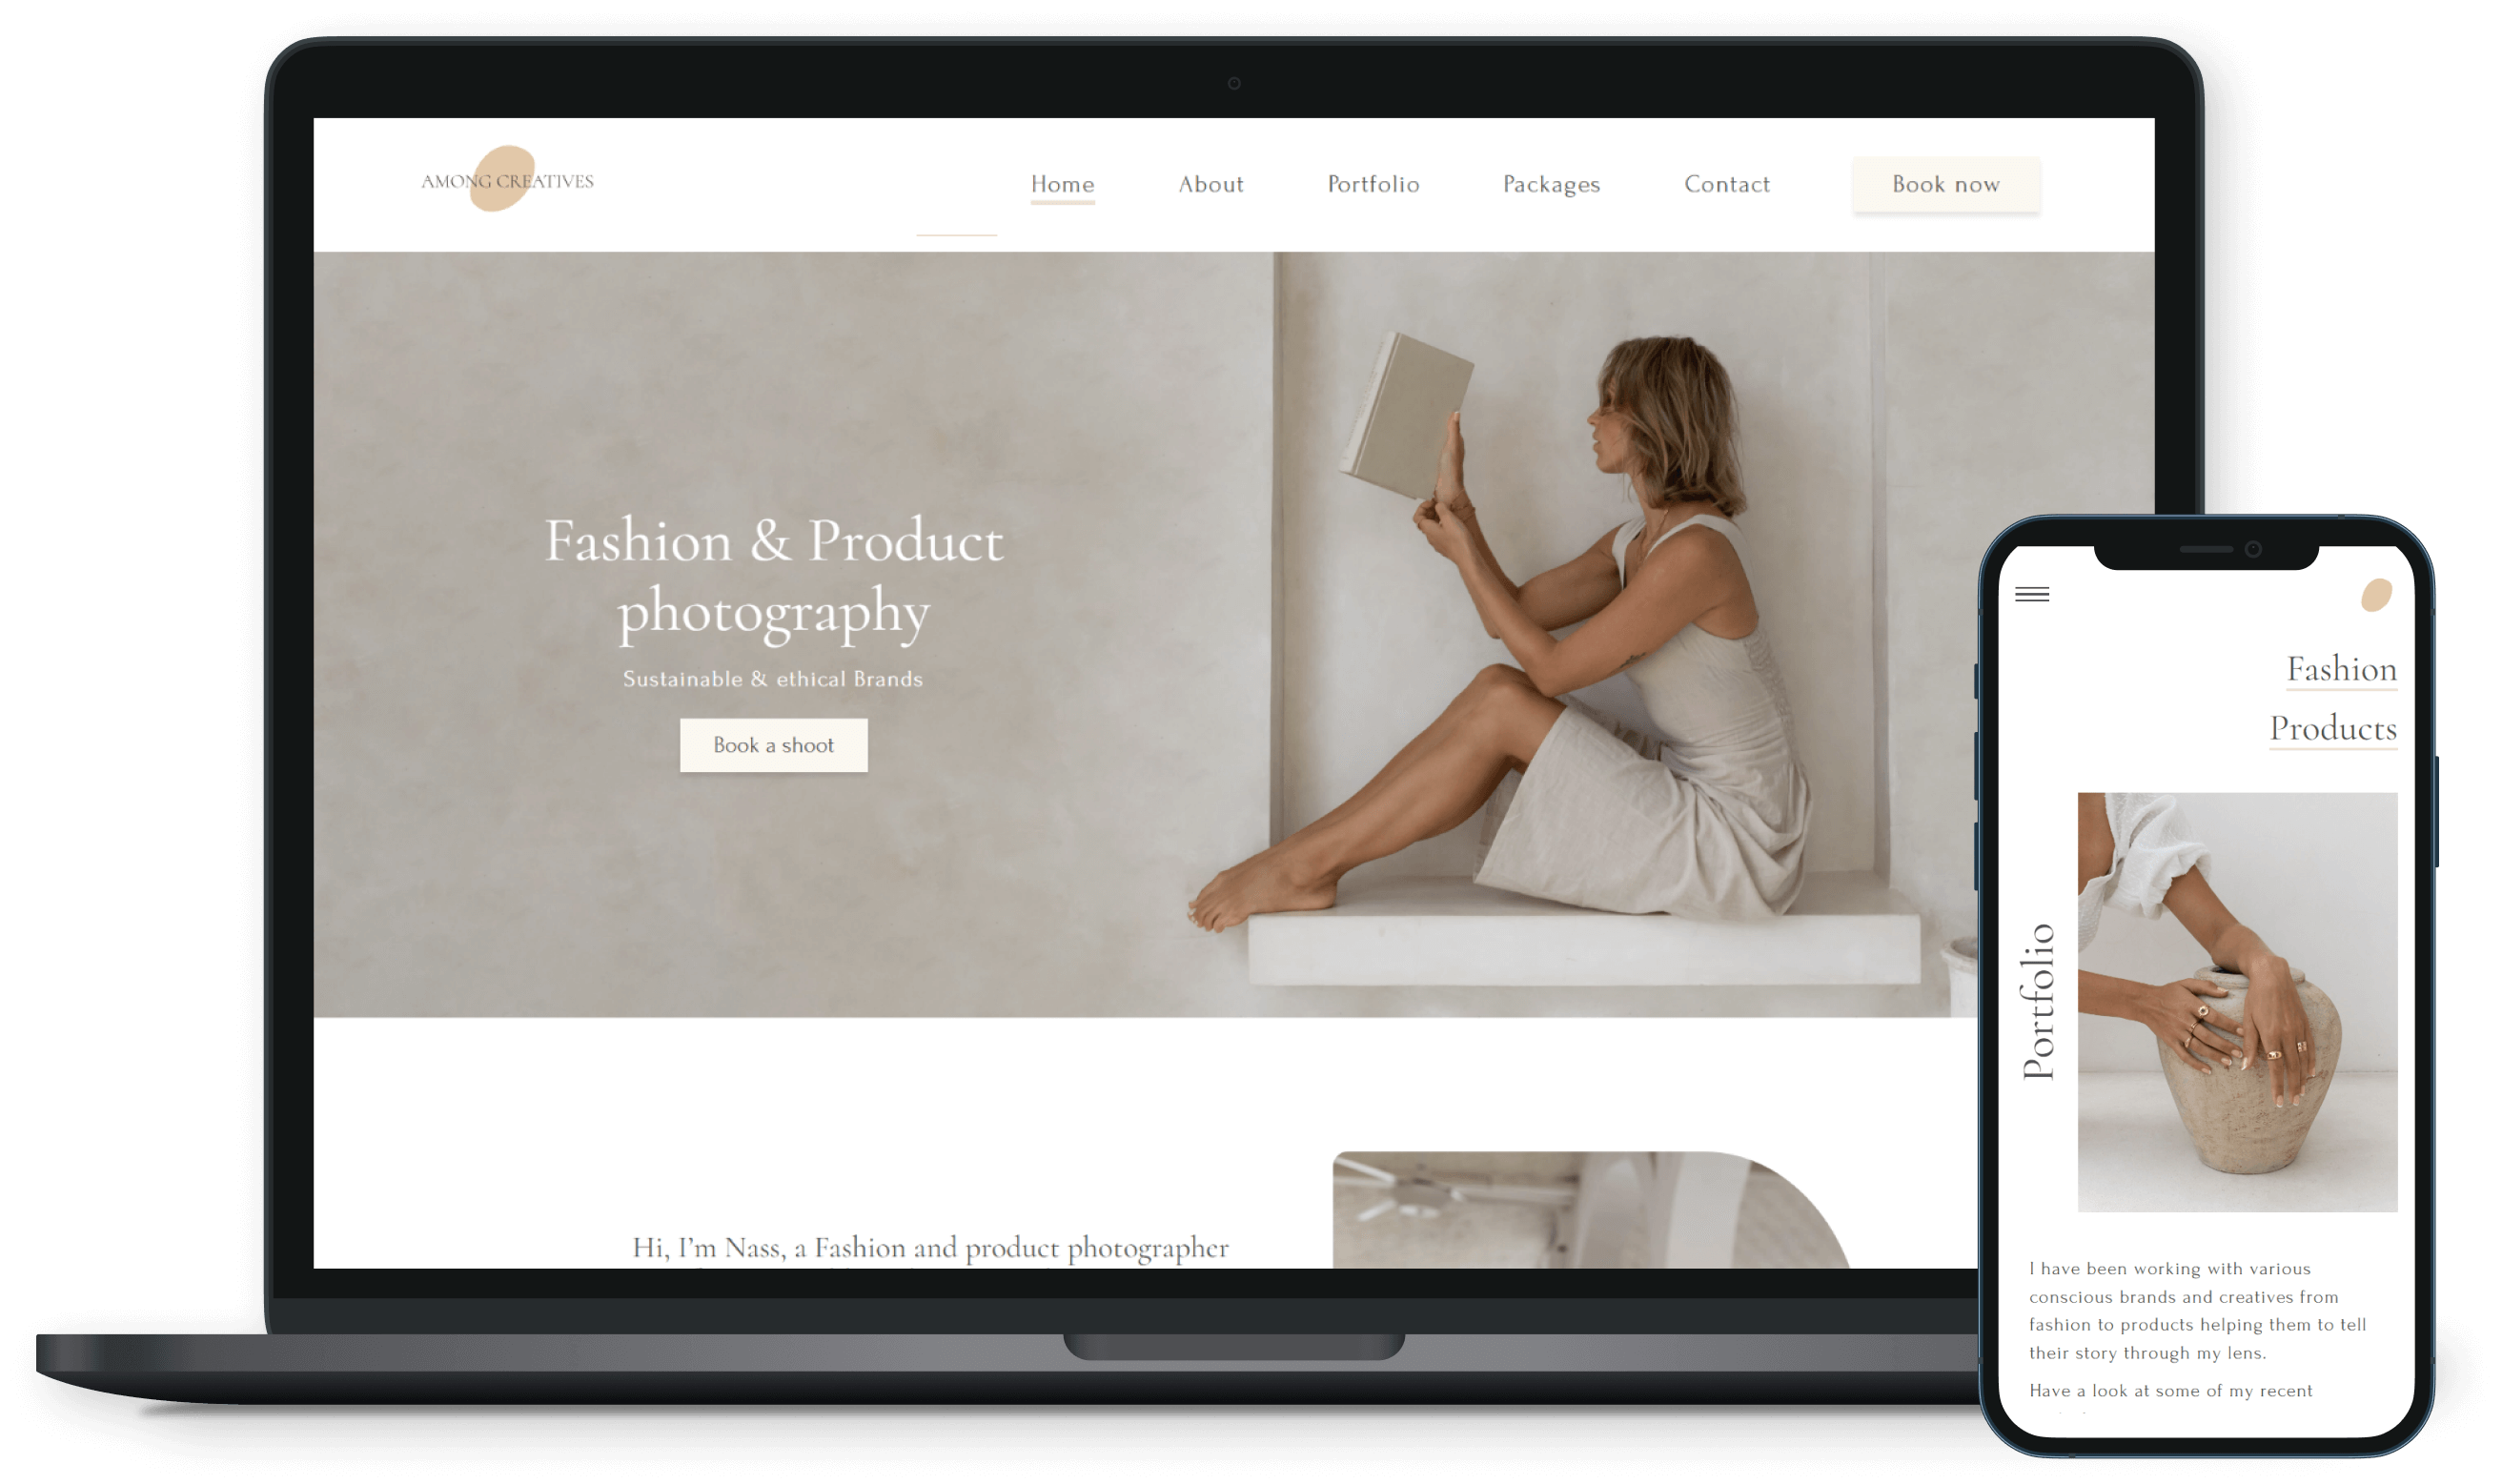 AMONG CREATIVES
Home About Portfolio Packages Contact Book now
Fashion & Product
photography
Sustainable & ethical Brands
Book a shoot
Hi, I'm Nass, a Fashion and product photographer
Fashion
Products
Portfolio
I have been working with various
conscious brands and creatives from
fashion to products helping them to tell
their story through my lens.
Have a look at some of my recent